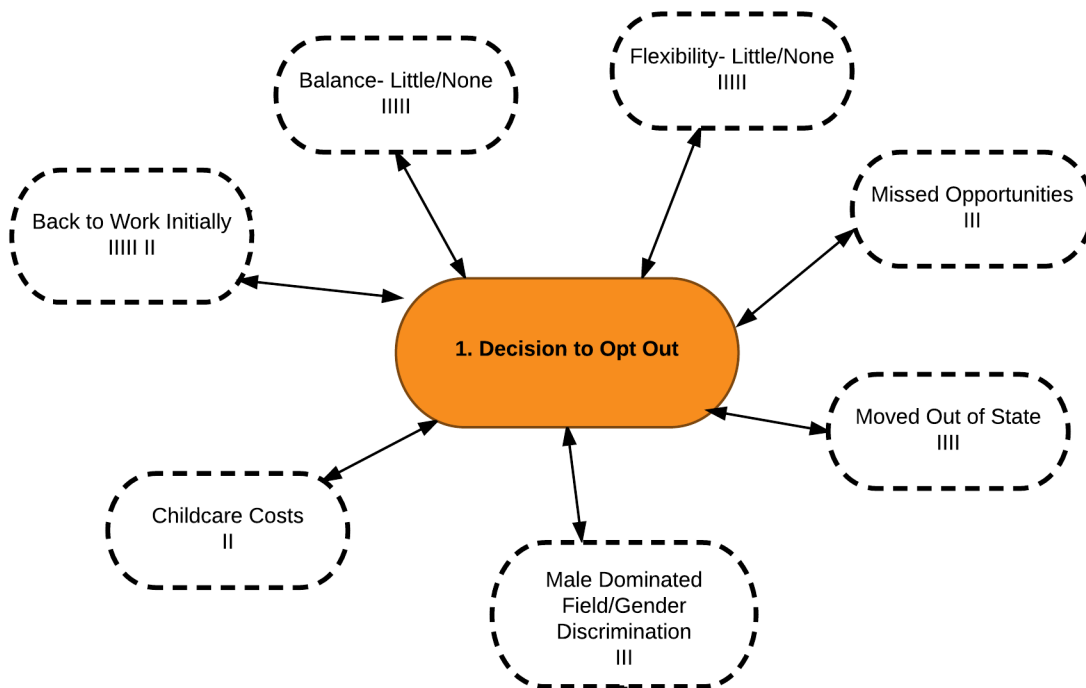 Balance- Little/None
IIIII
Flexibility- Little/None
IIIII
Back to Work Initially
IIIII II
Missed Opportunities
III
1. Decision to Opt Out
Moved Out of State
IIII
Childcare Costs
II
Male Dominated
Field/Gender
Discrimination
III